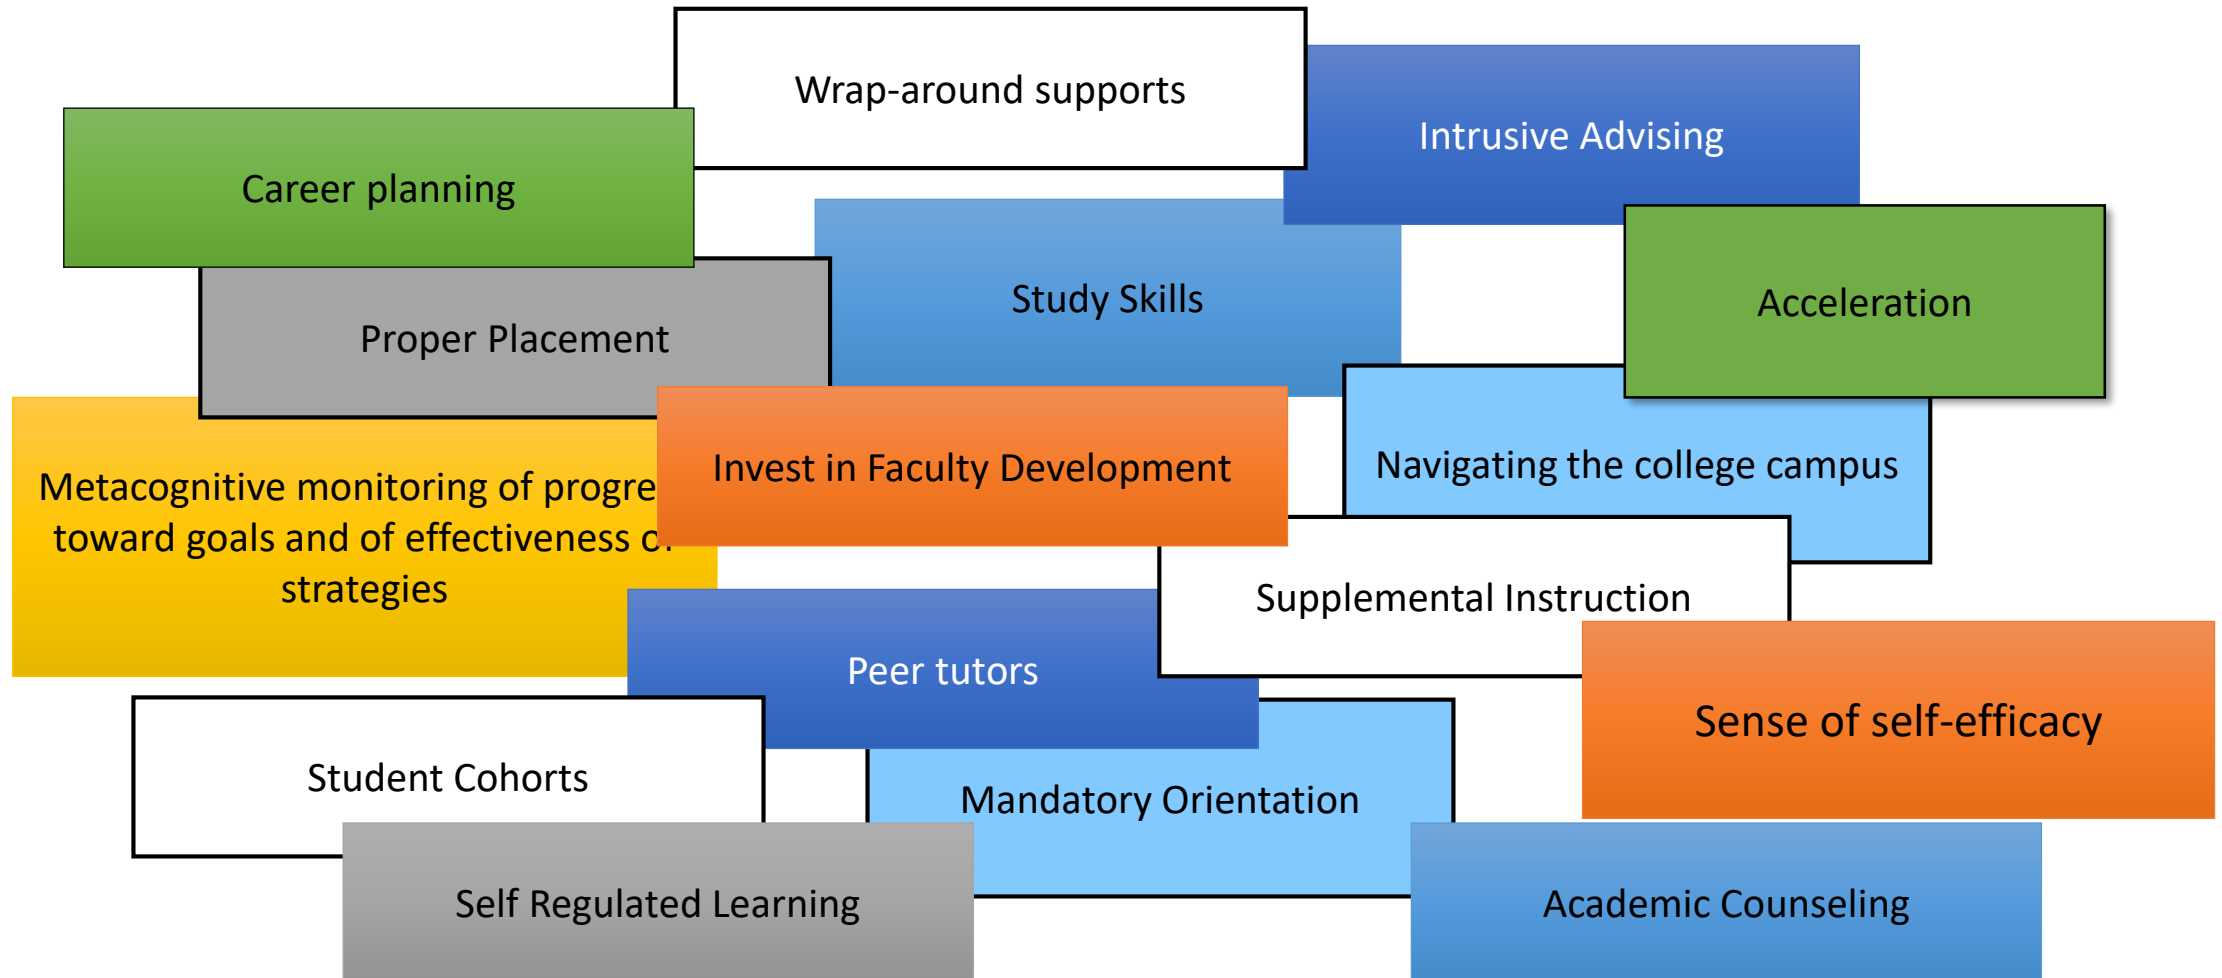 Wrap-around supports
Intrusive Advising
Career planning
Study Skills
Acceleration
Proper Placement
Invest in Faculty Development
Navigating the college campus
Metacognitive monitoring of progre
toward goals and of effectiveness of
strategies
Supplemental Instruction
Peer tutors
Sense of self-efficacy
Student Cohorts
Mandatory Orientation
Self Regulated Learning
Academic Counseling